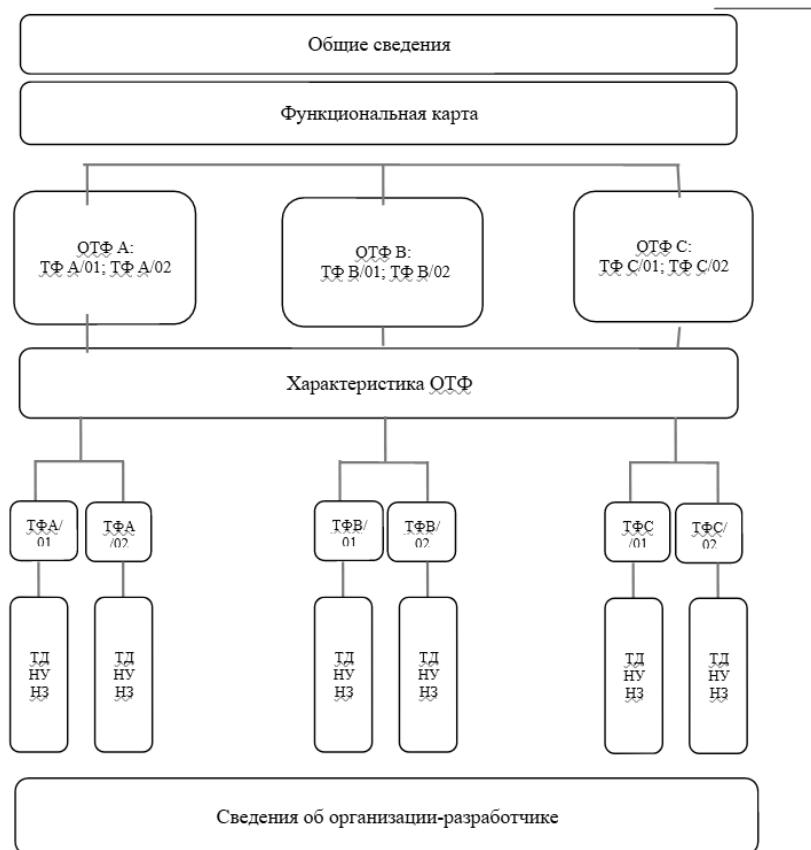 Общие сведения
Функциональная карта
ОТФ А:
ТФ А/01; ТФ А/02
ОТФ В:
ТФ В/01; ТФ В/02
ОТФ С:
ТФ С/01; ТФ С/02
Характеристика ОТФ
ТФА/
01
ТФА
/02
ТФВ/
01
ТФВ/
02
ТФС
/01
ТФС/
02
ТД
НУ
НЗ
ТД
НУ
НЗ
ТД
НУ
НЗ
ТД
НУ
НЗ
ТД
НУ
НЗ
ТД
НУ
НЗ
Сведения об организации-разработчике